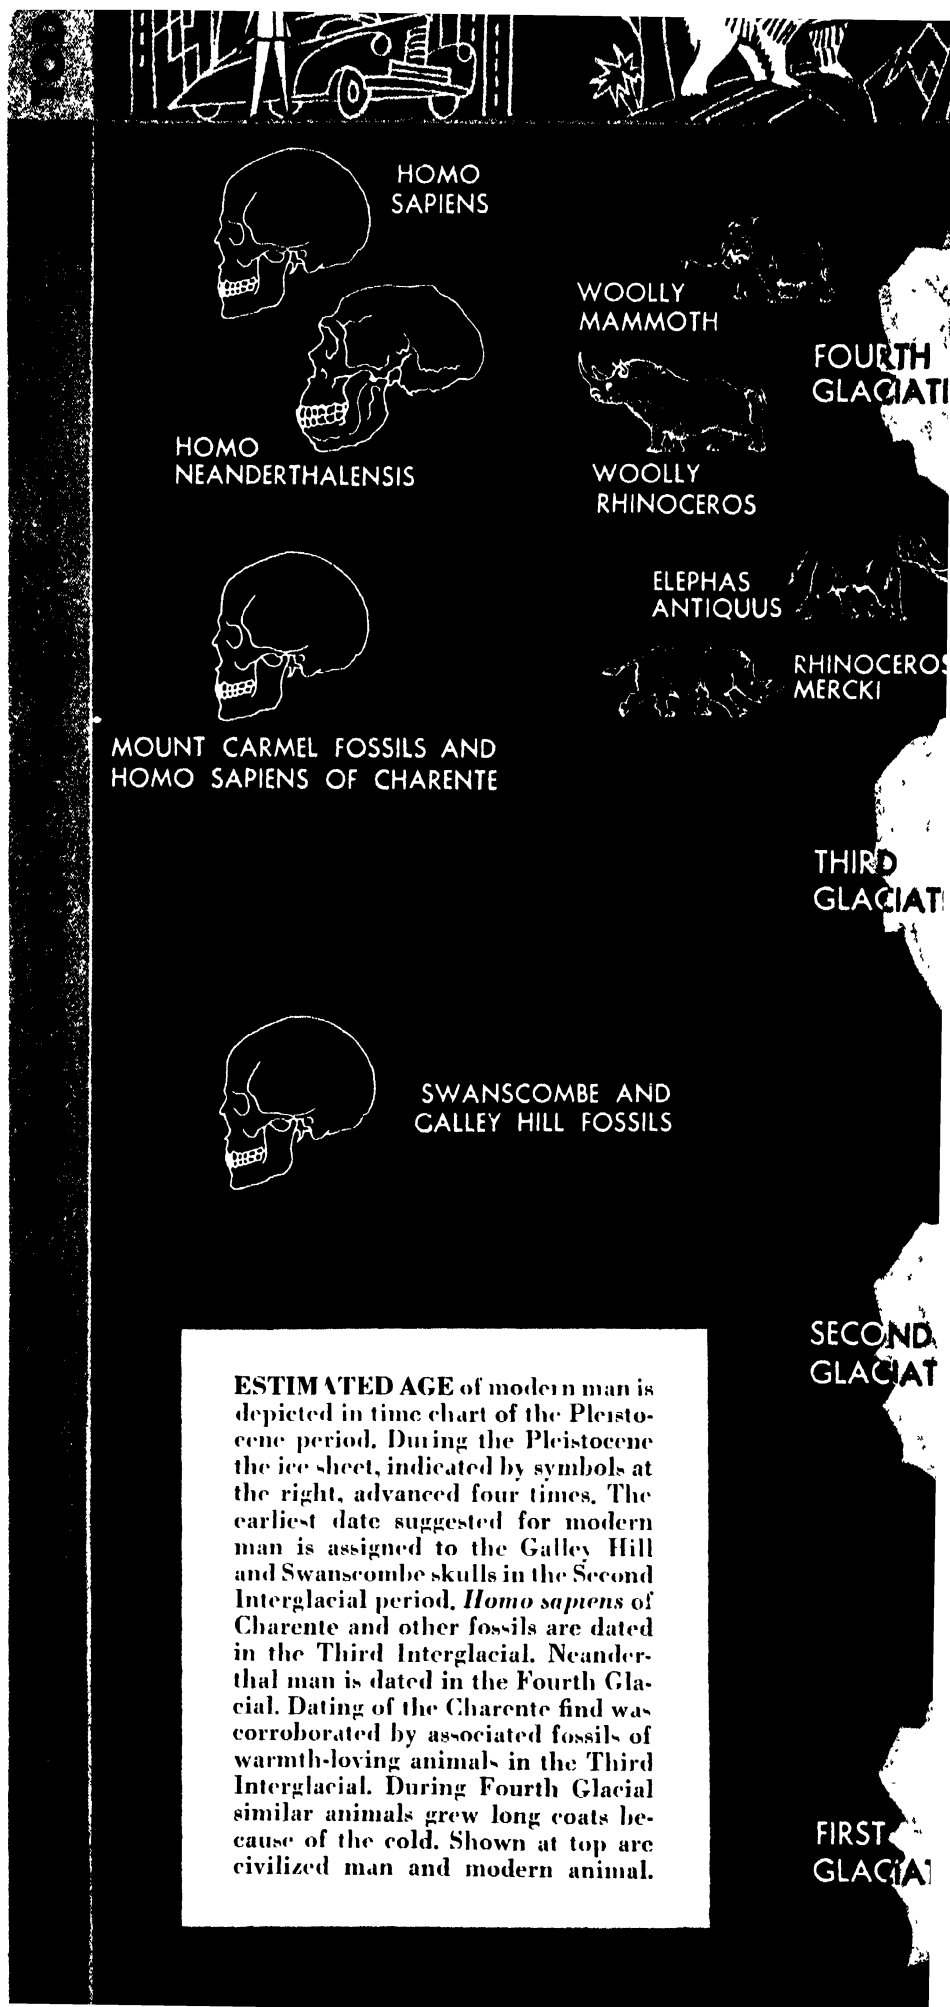 HOMO
SAPIENS
WOOLLY
MAMMOTH
FOURTH
GLACIATI
HOMO
NEANDERTHALENSIS
WOOLLY
RHINOCEROS
ELEPHAS
ANTIQUUS
RHINOCEROS
MERCKI
MOUNT CARMEL FOSSILS AND
HOMO SAPIENS OF CHARENTE
THIRD
GLACIATI
SWANSCOMBE AND
GALLEY HILL FOSSILS
SECOND
GLACIAT
ESTIMATED AGE of modern man is
depicted in time chart of the Pleisto-
cene period. During the Pleistocene
the ice sheet, indicated by symbols at
the right, advanced four times. The
earliest date suggested for modern
man is assigned to the Galley Hill
and Swanscombe skulls in the Second
Interglacial period. Homo sapiens of
Charente and other fossils are dated
in the Third Interglacial. Neander-
thal man is dated in the Fourth Gla-
cial. Dating of the Charente find was
corroborated by associated fossils of
warmth-loving animals in the Third
Interglacial. During Fourth Glacial
similar animals grew long coats be-
cause of the cold. Shown at top are
civilized man and modern animal.
FIRST
GLACIAT